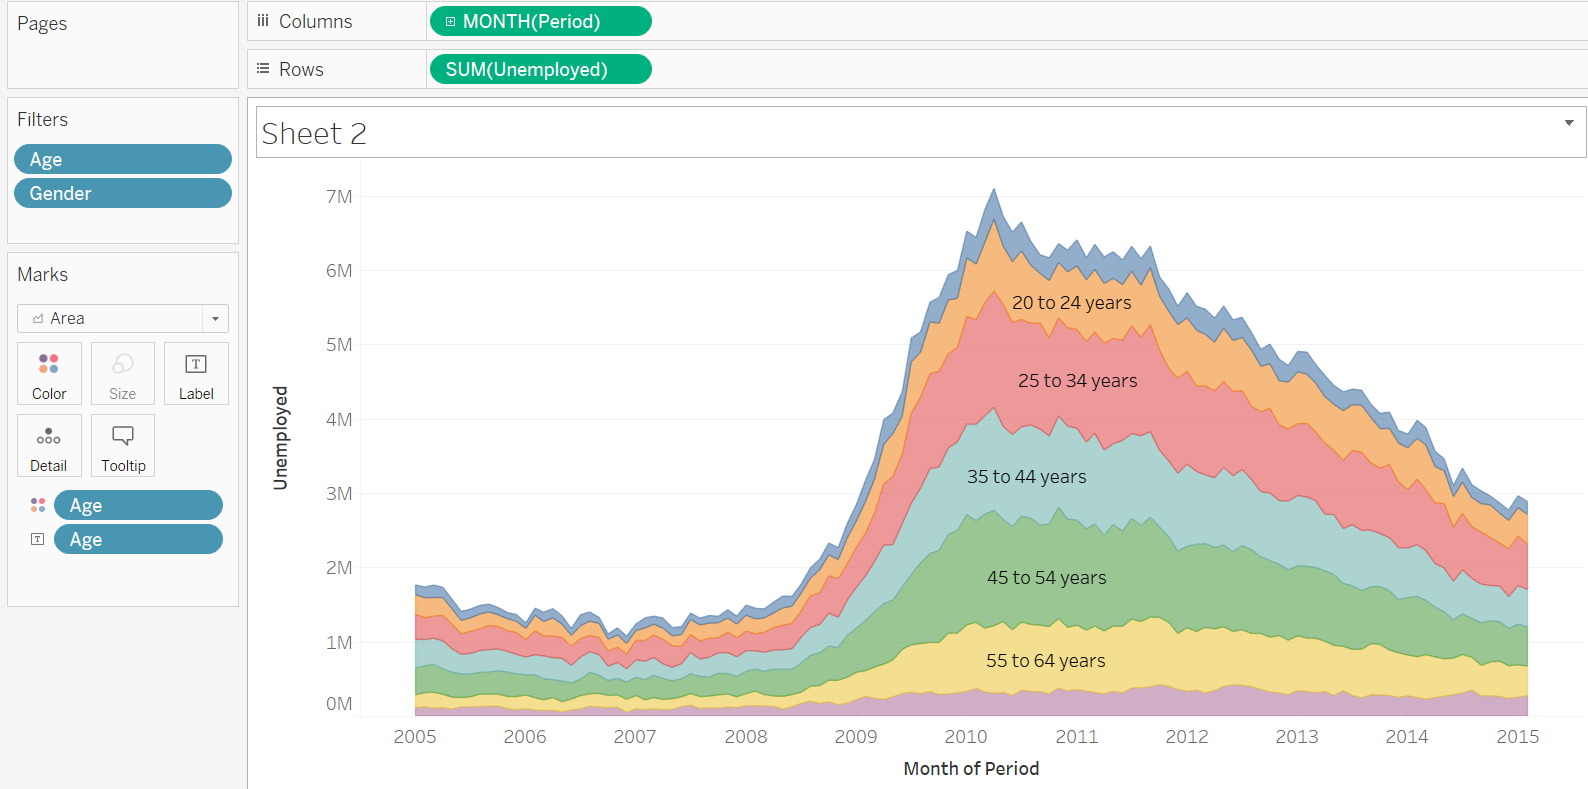 Pages
Columns
MONTH(Period)
Rows
SUM(Unemployed)
Filters
Age
Gender
Marks
Area
Color
Size
T
Label
Detail
Tooltip
Age
T
Age
Sheet 2
7M
6M
5M
4M
3M
2M
1M
0M
Unemployed
20 to 24 years
25 to 34 years
35 to 44 years
45 to 54 years
55 to 64 years
2005 2006 2007 2008 2009 2010 2011 2012 2013 2014 2015
Month of Period